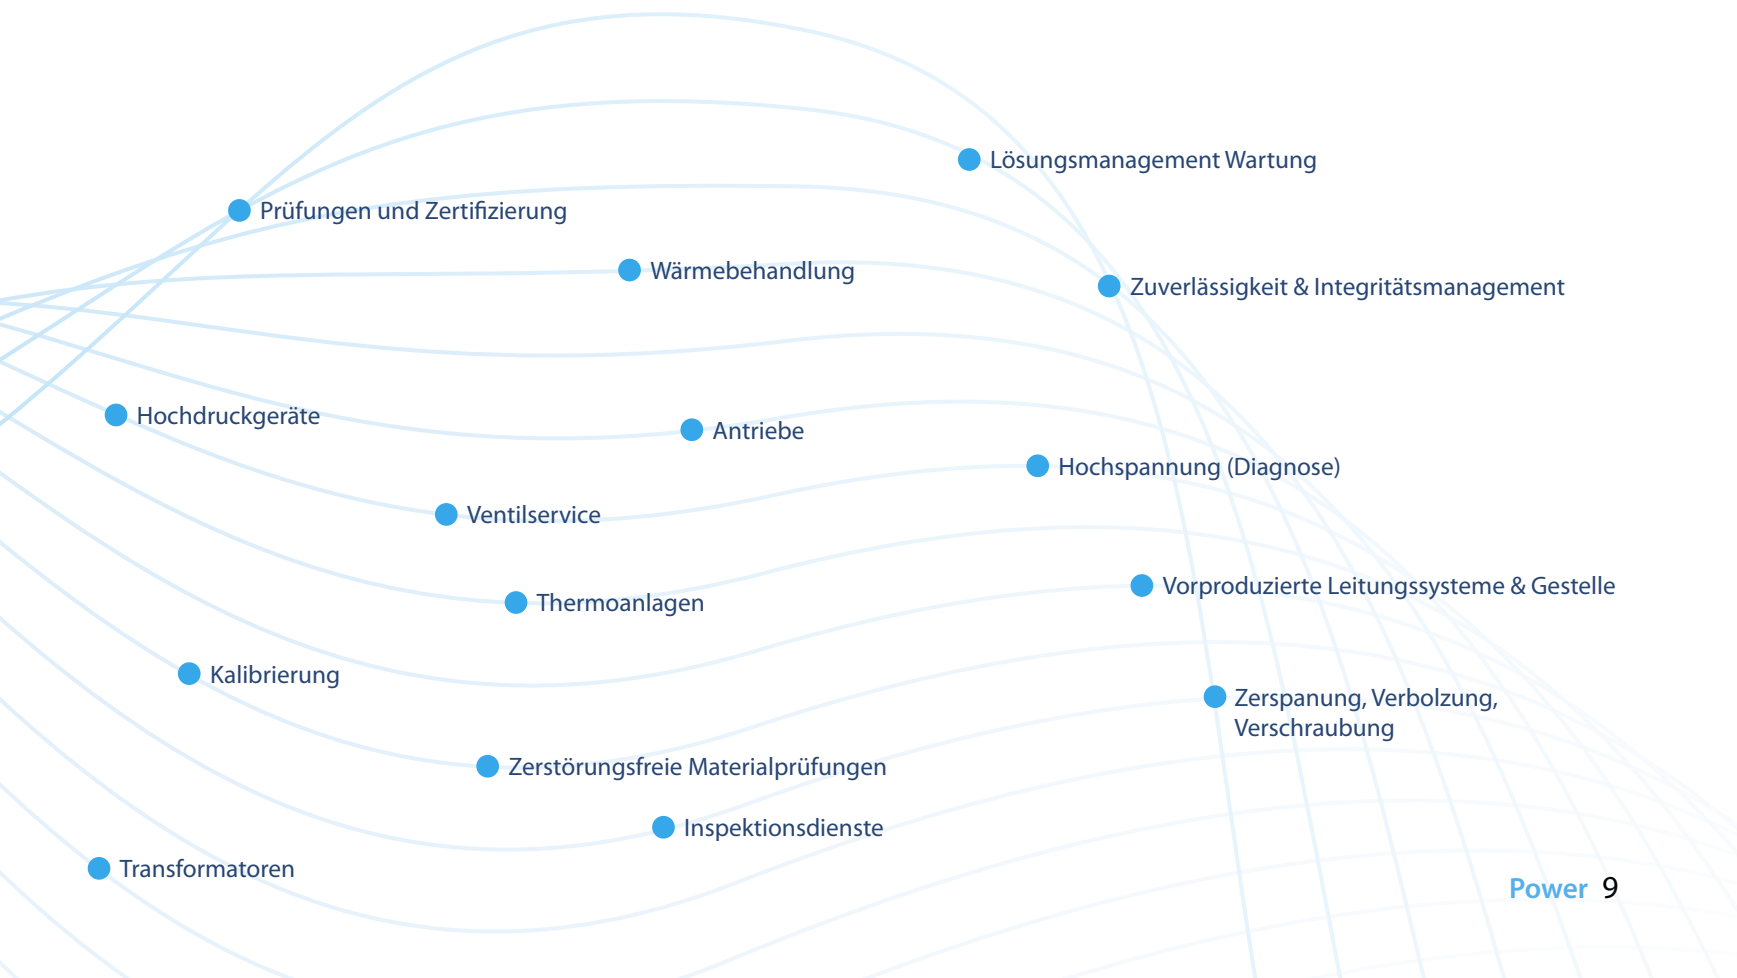 Lösungsmanagement Wartung
Prüfungen und Zertifizierung
Wärmebehandlung
Zuverlässigkeit & Integritätsmanagement
Hochdruckgeräte
Antriebe
Hochspannung (Diagnose)
Ventilservice
Thermoanlagen
Vorproduzierte Leitungssysteme & Gestelle
Kalibrierung
Zerspanung, Verbolzung,
Verschraubung
Zerstörungsfreie Materialprüfungen
Inspektionsdienste
Transformatoren
Power 9